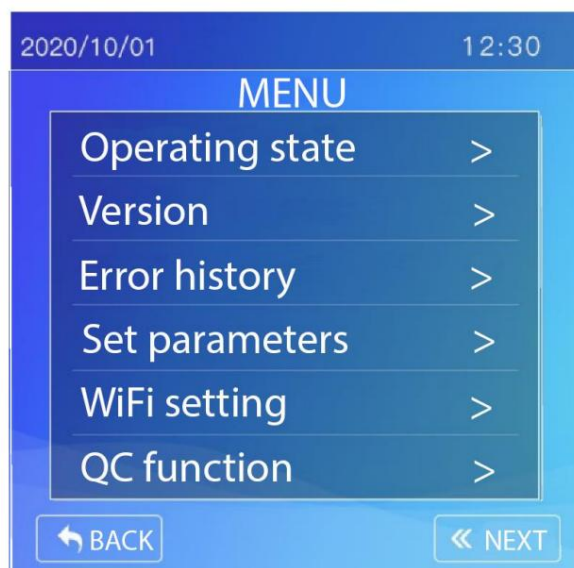 2020/10/01 12:30
MENU
Operating state >
Version >
Error history >
Set parameters >
WiFi setting >
QC function >
BACK « NEXT